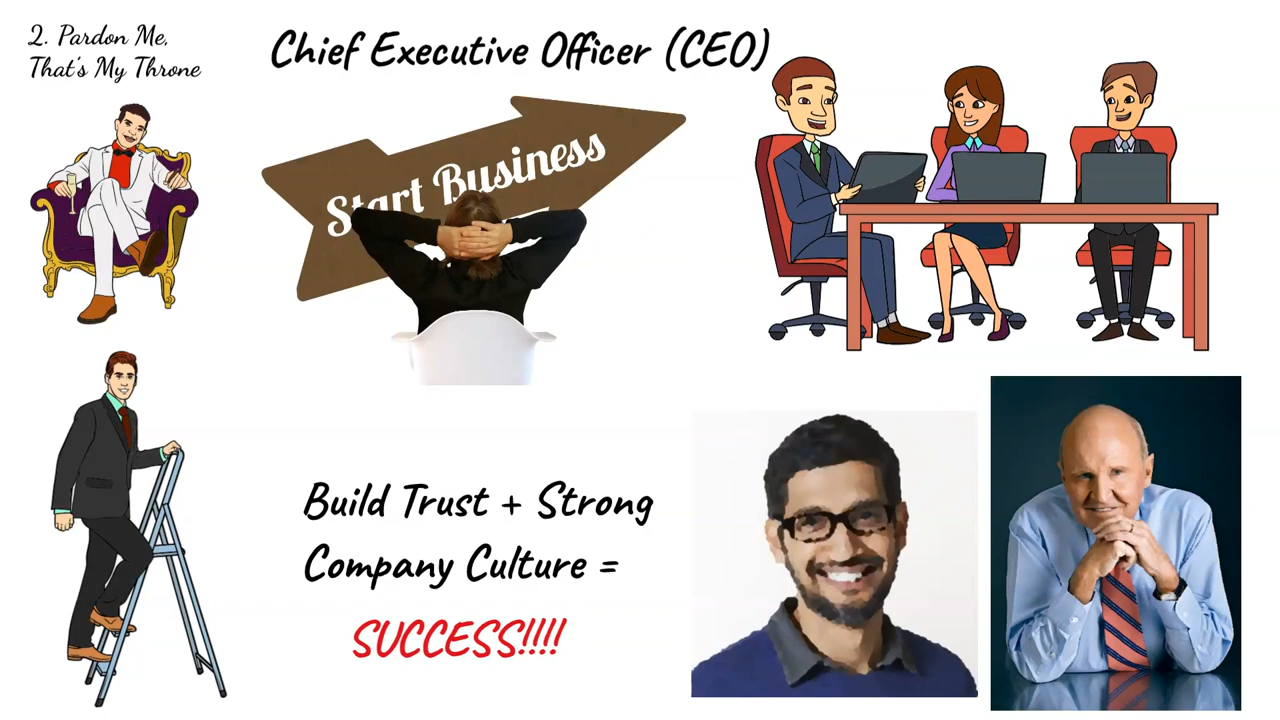 2. Pardon Me,
That's My Throne
Chief Executive Officer (CEO)
Start Business
Build Trust + Strong
Company Culture =
SUCCESS!!!!